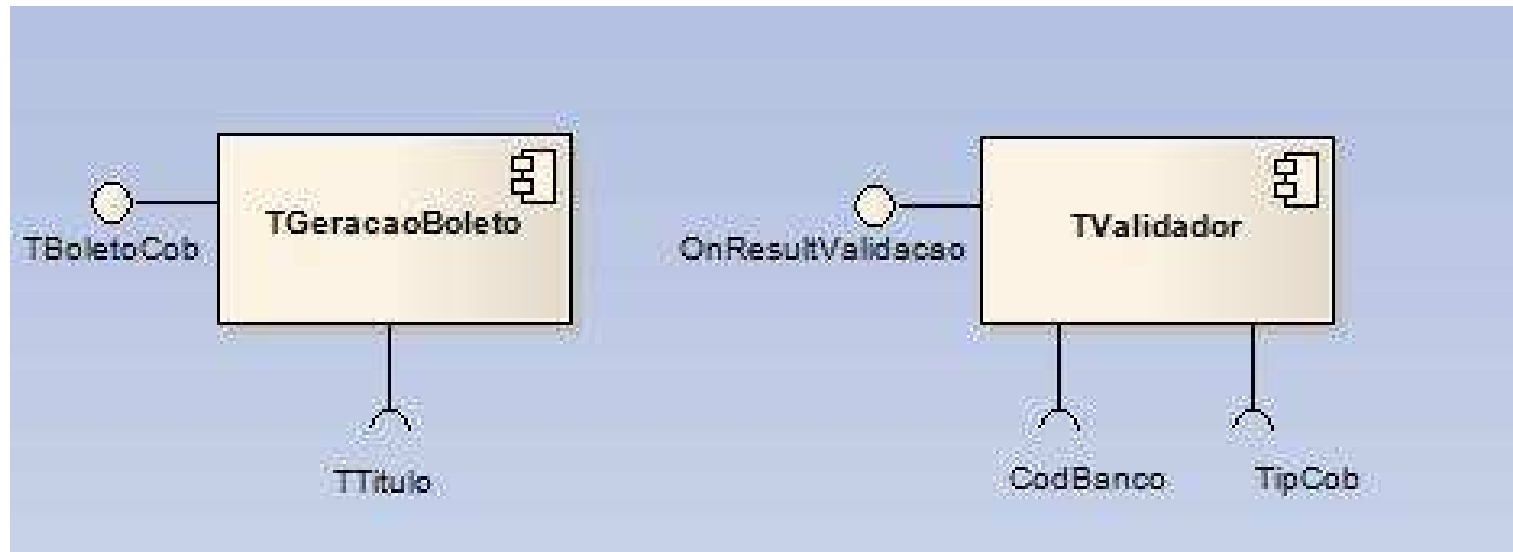 TGeracaoBoleto
TBoletoCob
TTitulo
TValidador
OnResultValidacao
CodBanco
TipCob